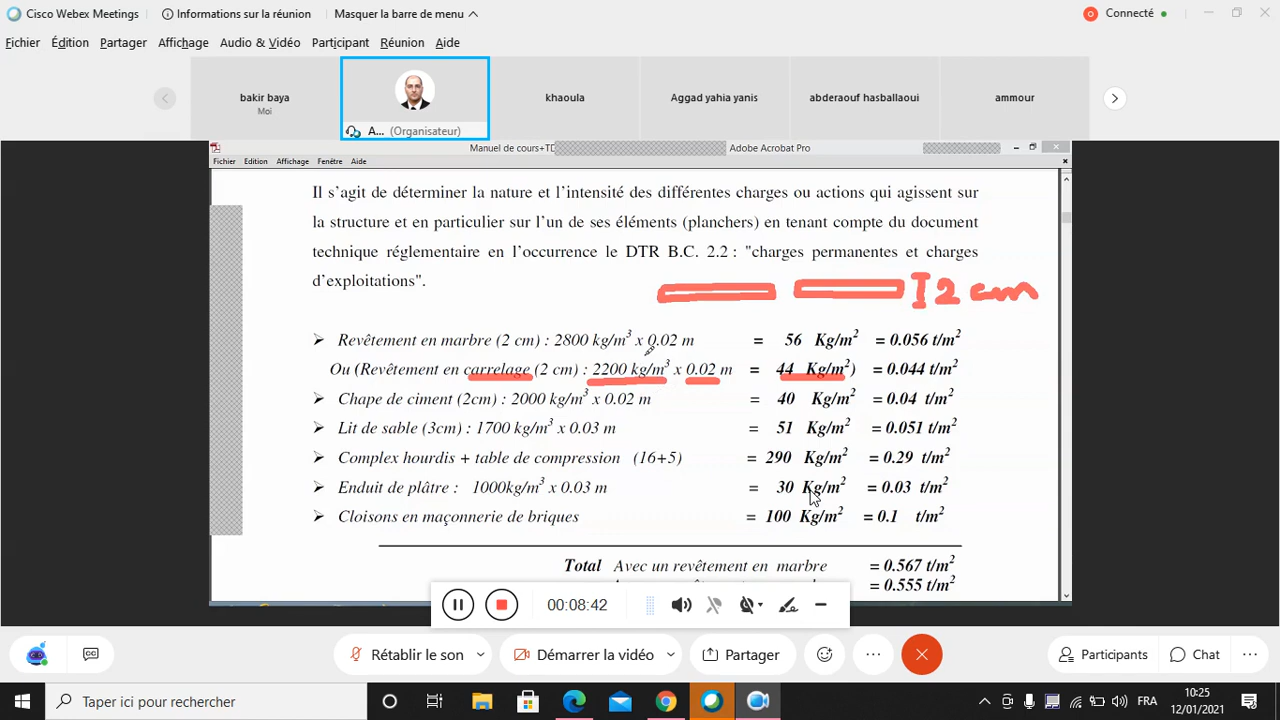 Cisco Webex Meetings
Informations sur la réunion
Masquer la barre de menu
Connecté
Fichier Édition Partager Affichage Audio & Vidéo Participant Réunion Aide
bakir baya
Moi
A... (Organisateur)
khaoula
Aggad yahia yanis
abderaouf hasballaoui
ammour
Manuel de cours+TD
Adobe Acrobat Pro
Fichier Edition Affichage Fenêtre Aide
Il s’agit de déterminer la nature et l’intensité des différentes charges ou actions qui agissent sur
la structure et en particulier sur l’un de ses éléments (planchers) en tenant compte du document
technique réglementaire en l’occurrence le DTR B.C. 2.2 : "charges permanentes et charges
d’exploitations".
2 cm
➢ Revêtement en marbre (2 cm) : 2800 kg/m³ x 0.02 m = 56 Kg/m² = 0.056 t/m²
Ou (Revêtement en carrelage (2 cm) : 2200 kg/m³ x 0.02 m = 44 Kg/m²) = 0.044 t/m²
➢ Chape de ciment (2cm) : 2000 kg/m³ x 0.02 m = 40 Kg/m² = 0.04 t/m²
➢ Lit de sable (3cm) : 1700 kg/m³ x 0.03 m = 51 Kg/m² = 0.051 t/m²
➢ Complex hourdis + table de compression (16+5) = 290 Kg/m² = 0.29 t/m²
➢ Enduit de plâtre : 1000kg/m³ x 0.03 m = 30 Kg/m² = 0.03 t/m²
➢ Cloisons en maçonnerie de briques = 100 Kg/m² = 0.1 t/m²
Total Avec un revêtement en marbre = 0.567 t/m²
= 0.555 t/m²
00:08:42
Rétablir le son
Démarrer la vidéo
Partager
Participants
Chat
Taper ici pour rechercher
FRA
10:25
12/01/2021